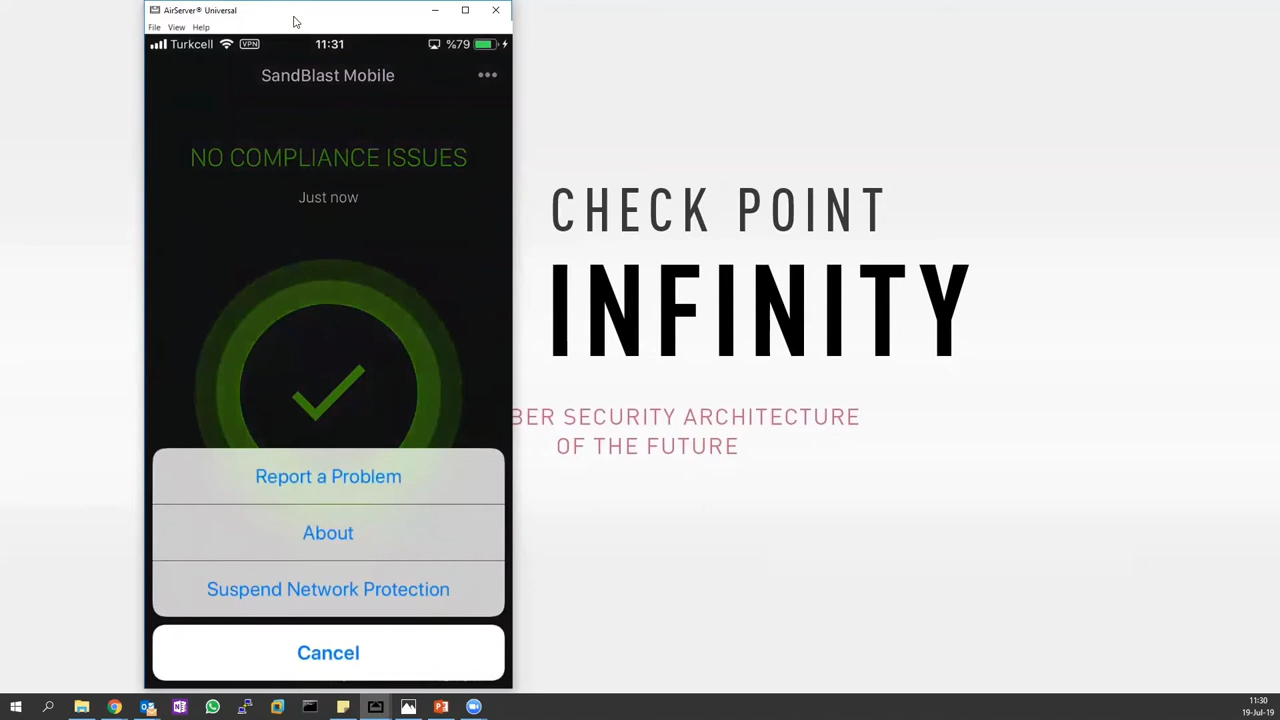 AirServer® Universal
File View Help
Turkcell VPN 11:31 %79
SandBlast Mobile
NO COMPLIANCE ISSUES
Just now
CHECK POINT
INFINITY
BER SECURITY ARCHITECTURE
OF THE FUTURE
Report a Problem
About
Suspend Network Protection
Cancel
11:30
19-Jul-19